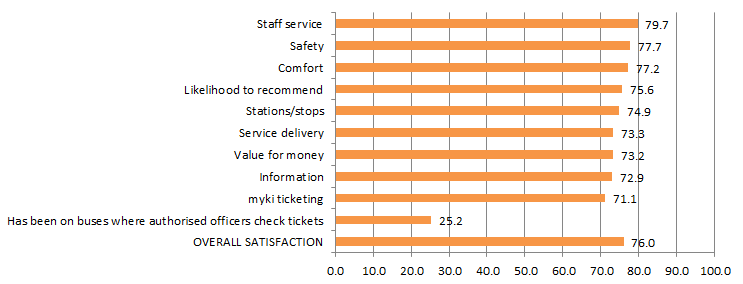 Staff service 79.7
Safety 77.7
Comfort 77.2
Likelihood to recommend 75.6
Stations/stops 74.9
Service delivery 73.3
Value for money 73.2
Information 72.9
myki ticketing 71.1
Has been on buses where authorised officers check tickets 25.2
OVERALL SATISFACTION 76.0
0.0 10.0 20.0 30.0 40.0 50.0 60.0 70.0 80.0 90.0 100.0